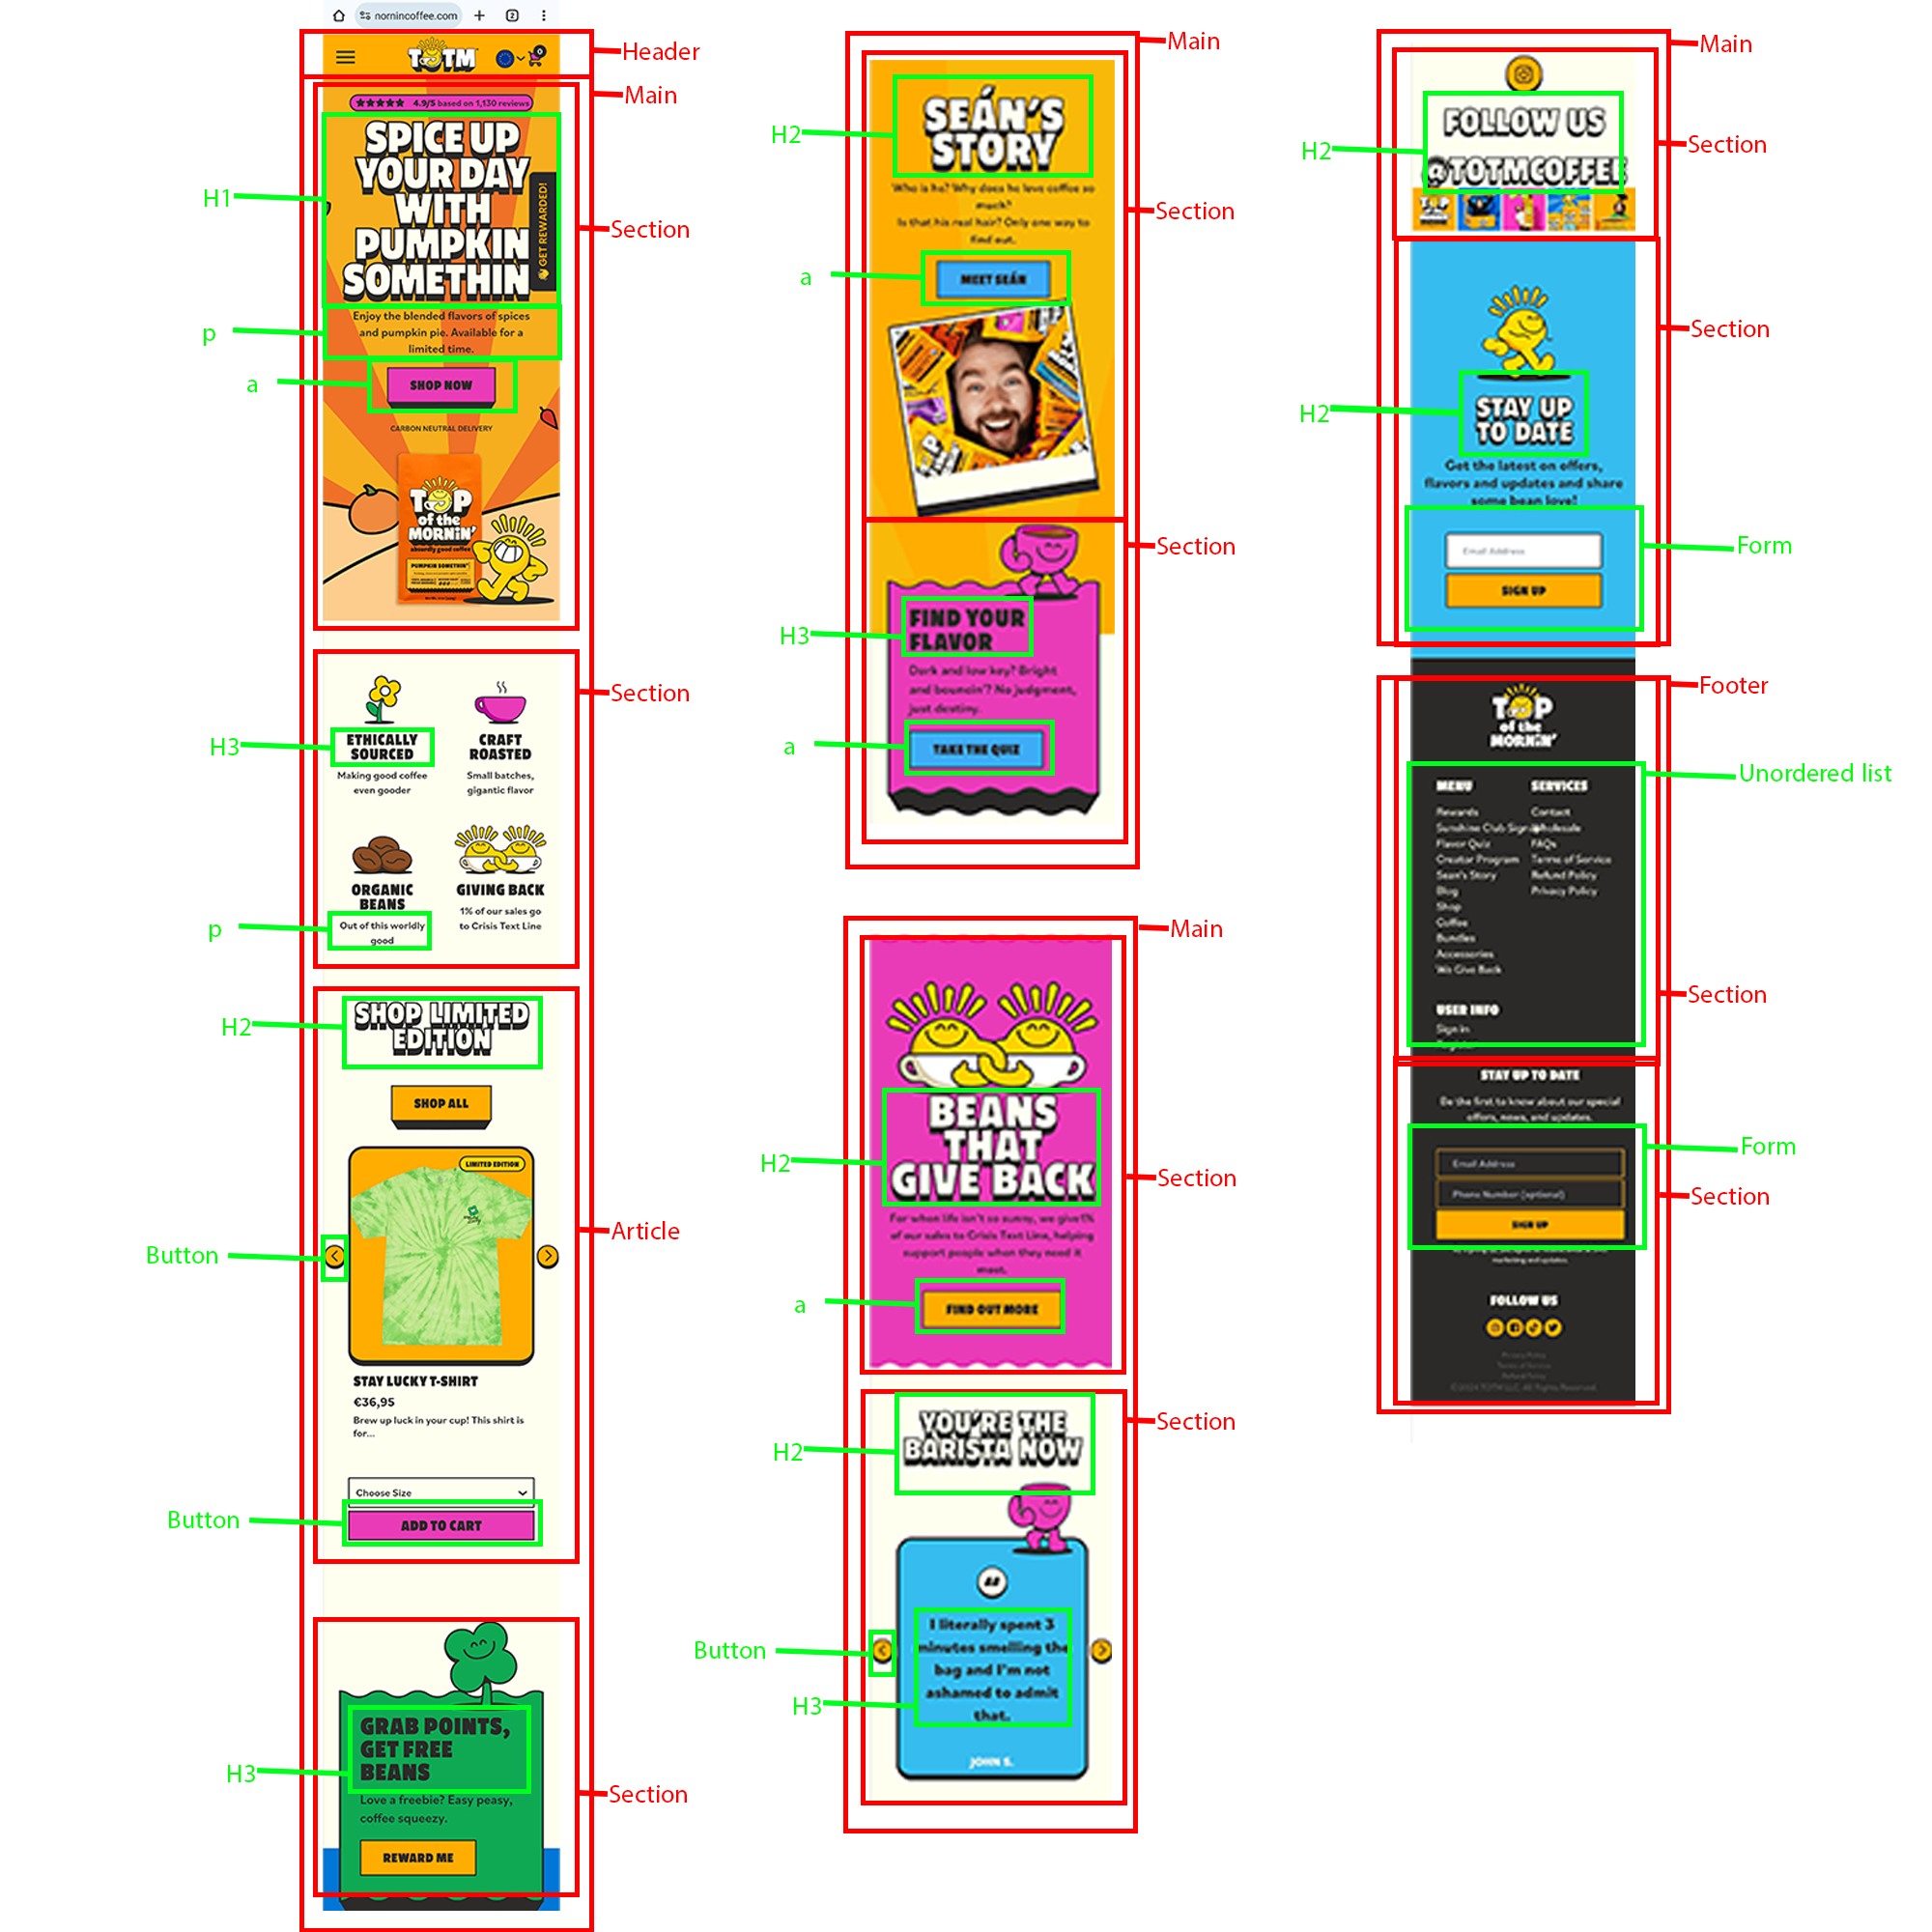 nornincoffee.com
2
TOTM
0
Header
Main
★★★★★ 4.9/5 based on 1,130 reviews
H1
SPICE UP
YOUR DAY
WITH
PUMPKIN
SOMETHIN
GET REWARDED!
Section
p
Enjoy the blended flavors of spices
and pumpkin pie. Available for a
limited time.
a
SHOP NOW
CARBON NEUTRAL DELIVERY
TOP
of the
MORNiN'
absurdly good coffee
PUMPKIN SOMETHIN'
Section
H3
ETHICALLY
SOURCED
Making good coffee
even gooder
CRAFT
ROASTED
Small batches,
gigantic flavor
ORGANIC
BEANS
p
Out of this worldly
good
GIVING BACK
1% of our sales go
to Crisis Text Line
H2
SHOP LIMITED
EDITION
SHOP ALL
LIMITED EDITION
Article
Button
STAY LUCKY T-SHIRT
€36,95
Brew up luck in your cup! This shirt is
for...
Choose Size
Button
ADD TO CART
H3
GRAB POINTS,
GET FREE
BEANS
Section
Love a freebie? Easy peasy,
coffee squeezy.
REWARD ME
Main
H2
SEÁN'S
STORY
Section
Who is he? Why does he love coffee so
much?
Is that his real hair? Only one way to
find out.
a
MEET SEÁN
Section
H3
FIND YOUR
FLAVOR
Dark and low key? Bright
and bouncin'? No judgment,
just destiny.
a
TAKE THE QUIZ
Main
H2
BEANS
THAT
GIVE BACK
Section
For when life isn't so sunny, we give 1%
of our sales to Crisis Text Line, helping
support people when they need it
most.
a
FIND OUT MORE
H2
YOU'RE THE
BARISTA NOW
Section
Button
H3
I literally spent 3
minutes smelling the
bag and I'm not
ashamed to admit
that.
JOHN S.
Main
H2
FOLLOW US
@TOTMCOFFEE
Section
TOP
Section
H2
STAY UP
TO DATE
Get the latest on offers,
flavors and updates and share
some bean love!
Form
Email Address
SIGN UP
Footer
TOP
of the
MORNiN'
Unordered list
MENU
Rewards
Sunshine Club
Flavor Quiz
Creator Program
Sean's Story
Blog
Shop
Coffee
Bundles
Accessories
We Give Back
SERVICES
Contact
Wholesale
FAQs
Terms of Service
Refund Policy
Privacy Policy
Section
USER INFO
Sign in
STAY UP TO DATE
Be the first to know about our special
offers, news, and updates.
Form
Email Address
Phone Number (optional)
SIGN UP
Section
marketing and updates.
FOLLOW US
Privacy Policy
Terms of Service
Refund Policy
©2024 TOTM LLC. All Rights Reserved.